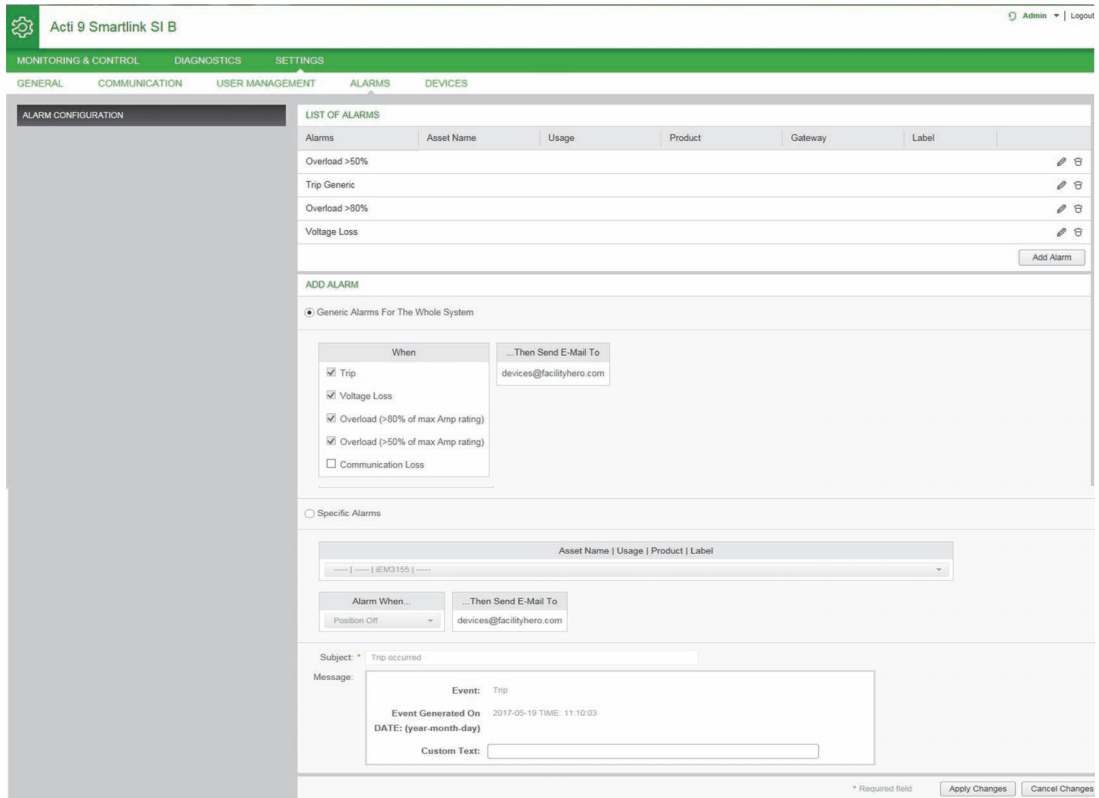 Acti 9 Smartlink SI B
Admin | Logout
MONITORING & CONTROL DIAGNOSTICS SETTINGS
GENERAL COMMUNICATION USER MANAGEMENT ALARMS DEVICES
ALARM CONFIGURATION
LIST OF ALARMS
Alarms Asset Name Usage Product Gateway Label
Overload >50%
Trip Generic
Overload >80%
Voltage Loss
Add Alarm
ADD ALARM
Generic Alarms For The Whole System
When ...Then Send E-Mail To
Trip devices@facilityhero.com
Voltage Loss
Overload (>80% of max Amp rating)
Overload (>50% of max Amp rating)
Communication Loss
Specific Alarms
Asset Name | Usage | Product | Label
----- | ----- | iEM3155 | -----
Alarm When... ...Then Send E-Mail To
Position Off devices@facilityhero.com
Subject: * Trip occurred
Message:
Event: Trip
Event Generated On 2017-05-19 TIME: 11:10:03
DATE: (year-month-day)
Custom Text:
* Required field Apply Changes Cancel Changes